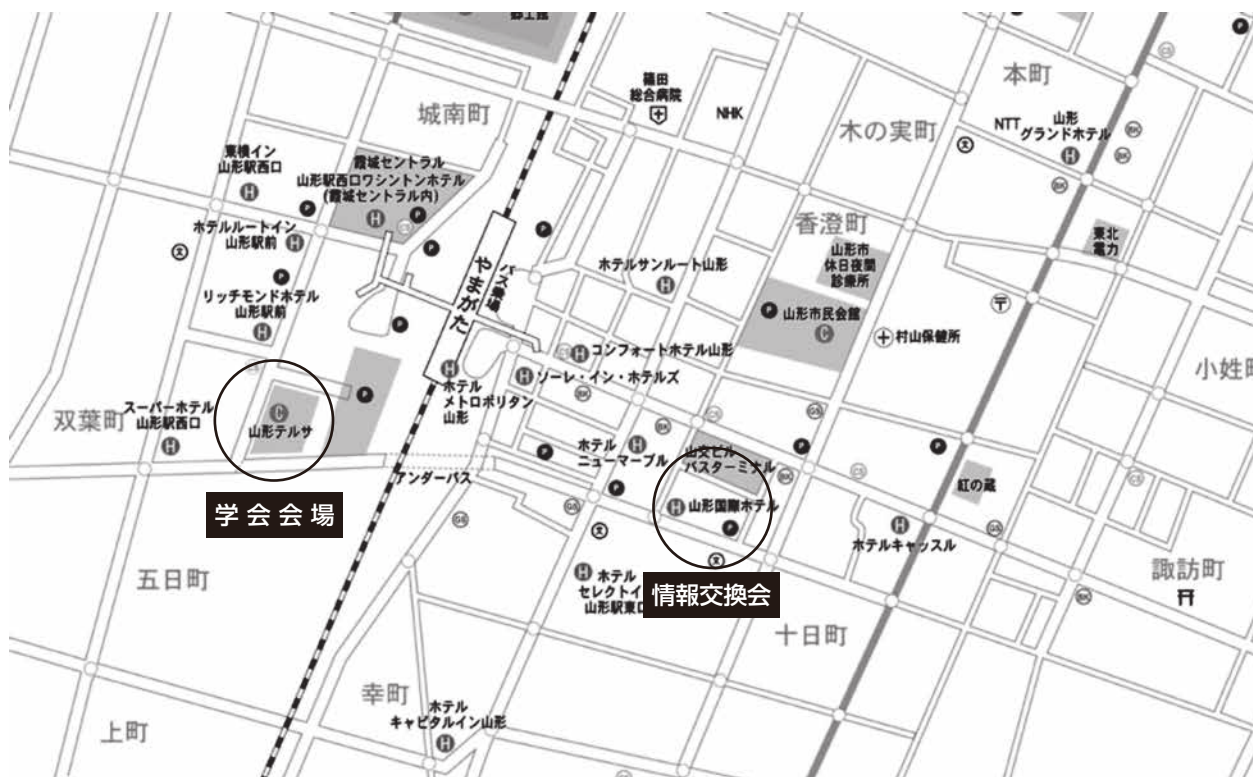 郷土館
城南町
篠田
総合病院
NHK
本町
木の実町
NTT
山形
グランドホテル
東横イン
山形駅西口
霞城セントラル
山形駅西口ワシントンホテル
(霞城セントラル内)
ホテルルートイン
山形駅前
リッチモンドホテル
山形駅前
やまがた
バス乗場
ホテルサンルート山形
香澄町
山形市
休日夜間
診療所
東北
電力
山形市民会館
村山保健所
小姓町
コンフォートホテル山形
ソーレ・イン・ホテルズ
ホテル
メトロポリタン
山形
双葉町
スーパーホテル
山形駅西口
山形テルサ
アンダーパス
ホテル
ニューマーブル
山交ビル
バスターミナル
山形国際ホテル
紅の蔵
ホテルキャッスル
学会会場
情報交換会
五日町
ホテル
セレクトイン
山形駅東口
諏訪町
十日町
幸町
ホテル
キャピタルイン山形
上町